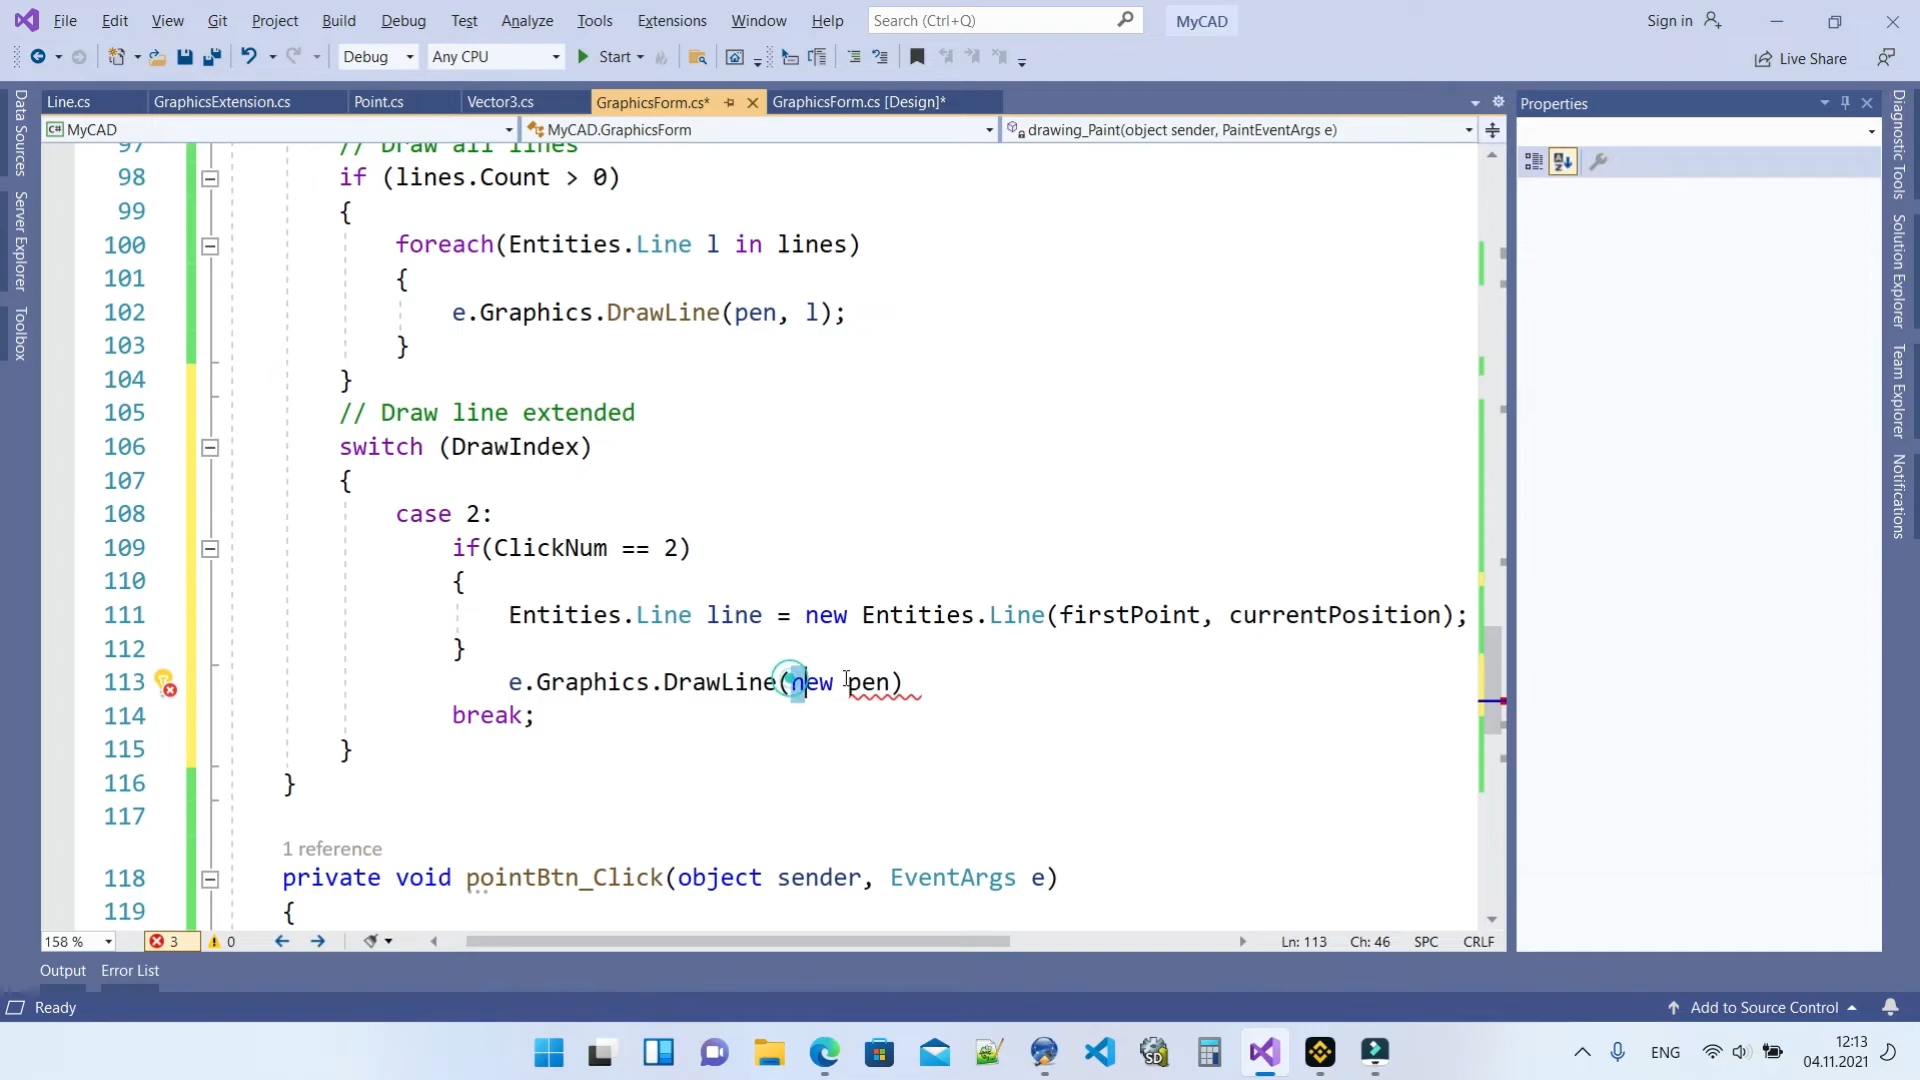 File Edit View Git Project Build Debug Test Analyze Tools Extensions Window Help Search (Ctrl+Q) MyCAD Sign in
Debug Any CPU Start Live Share
Data Sources
Server Explorer
Toolbox
Line.cs GraphicsExtension.cs Point.cs Vector3.cs GraphicsForm.cs* GraphicsForm.cs [Design]*
C# MyCAD MyCAD.GraphicsForm drawing_Paint(object sender, PaintEventArgs e)
97 // Draw all lines
98 if (lines.Count > 0)
99 {
100 foreach(Entities.Line l in lines)
101 {
102 e.Graphics.DrawLine(pen, l);
103 }
104 }
105 // Draw line extended
106 switch (DrawIndex)
107 {
108 case 2:
109 if(ClickNum == 2)
110 {
111 Entities.Line line = new Entities.Line(firstPoint, currentPosition);
112 }
113 e.Graphics.DrawLine(new pen)
114 break;
115 }
116 }
117
1 reference
118 private void pointBtn_Click(object sender, EventArgs e)
119 {
158 % 3 0 Ln: 113 Ch: 46 SPC CRLF
Properties
Diagnostic Tools
Solution Explorer
Team Explorer
Notifications
Output Error List
Ready Add to Source Control
SD
ENG
12:13
04.11.2021